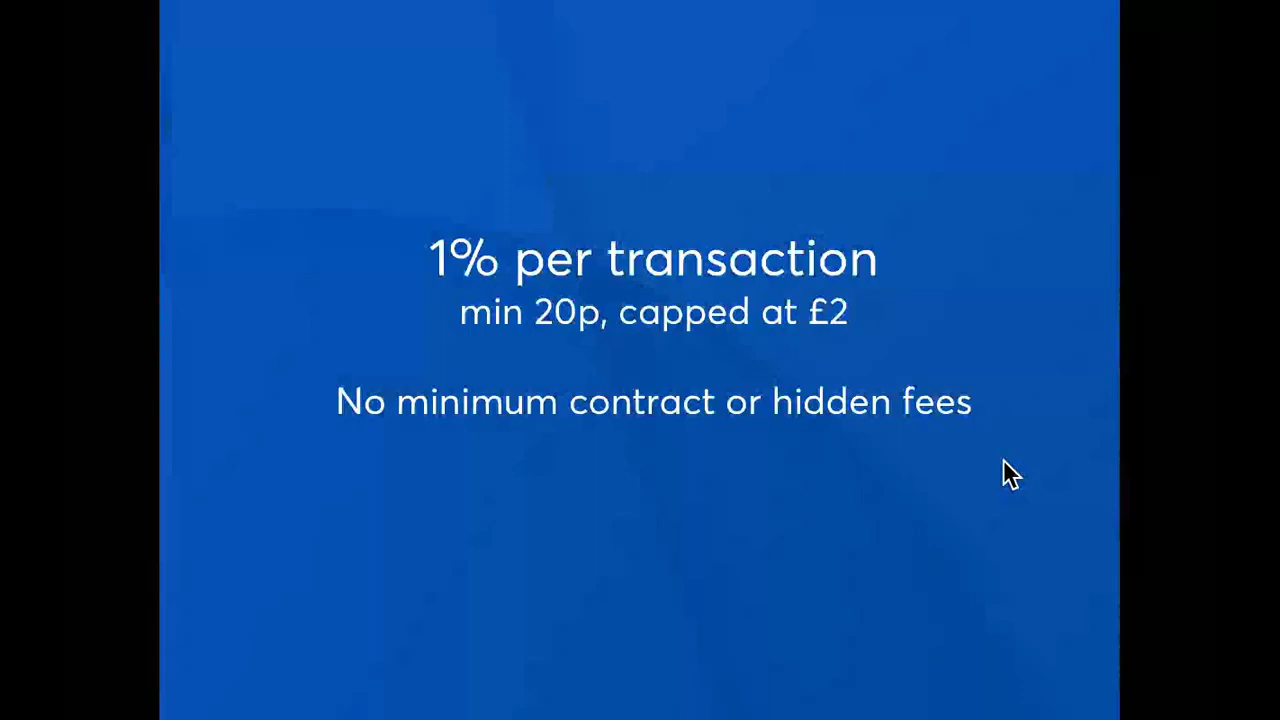 1% per transaction
min 20p, capped at £2
No minimum contract or hidden fees